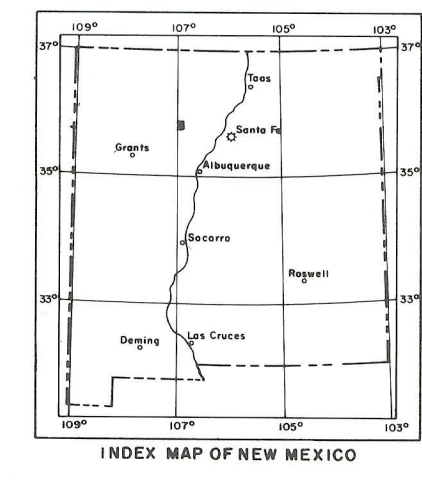 109° 107° 105° 103°
37° 37°
Taos
Santa Fe
Grants
Albuquerque
35° 35°
Socorro
Roswell
33° 33°
Deming
Las Cruces
109° 107° 105° 103°
INDEX MAP OF NEW MEXICO